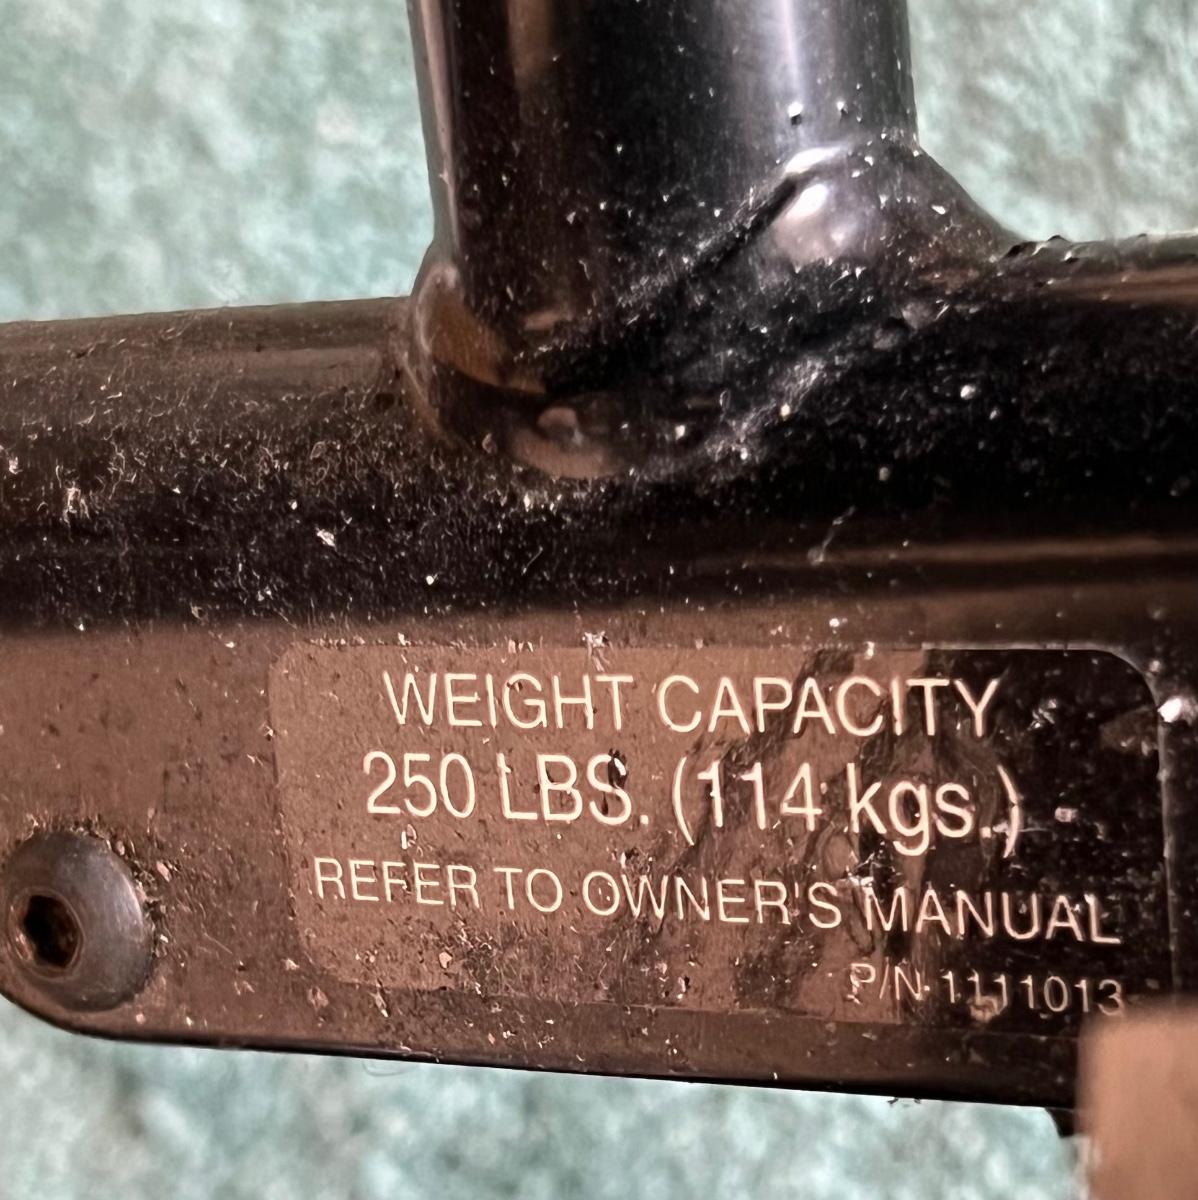 WEIGHT CAPACITY
250 LBS. (114 kgs.)
REFER TO OWNER'S MANUAL
P/N 1111013